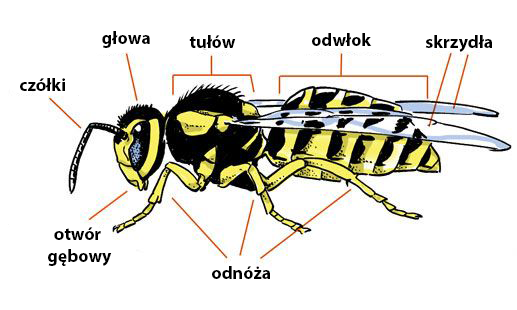 głowa
tułów
odwłok
skrzydła
czółki
otwór
gębowy
odnóża